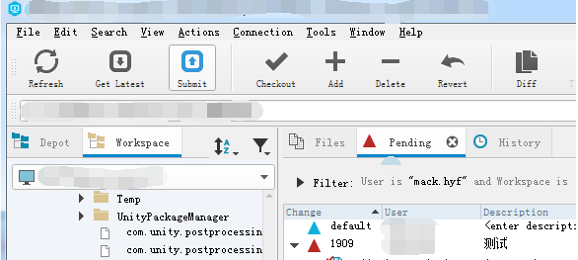 File Edit Search View Actions Connection Tools Window Help
Refresh Get Latest Submit Checkout Add Delete Revert Diff
Depot Workspace Files Pending History
Filter: User is "mack.hyf" and Workspace is
Temp
UnityPackageManager
com.unity.postprocessin
com.unity.postprocessin
Change User Description
default <enter descripti
1909 测试